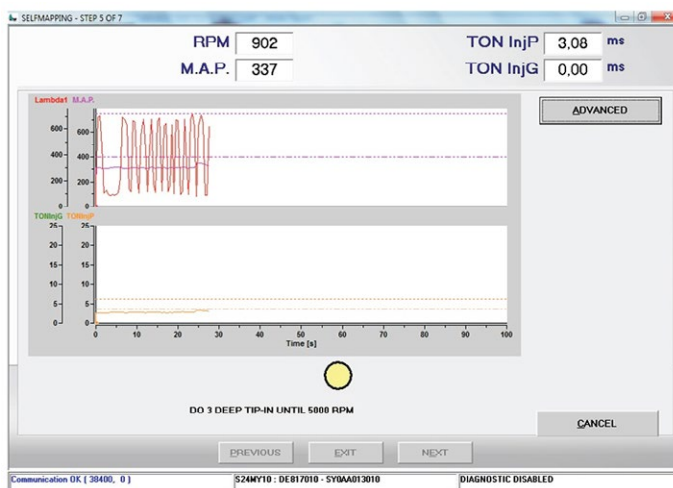 SELFMAPPING - STEP 5 OF 7
RPM 902 TON InjP 3,08 ms
M.A.P. 337 TON InjG 0,00 ms
ADVANCED
Lambda1 M.A.P.
600 600
400 400
200 200
0 0
TONInjG TONInjP
25 25
20 20
15 15
10 10
5 5
0 0
0 10 20 30 40 50 60 70 80 90 100
Time [s]
DO 3 DEEP TIP-IN UNTIL 5000 RPM
CANCEL
PREVIOUS EXIT NEXT
Communication OK ( 38400, 0 ) S24MY10 : DE817010 - SY0AA013010 DIAGNOSTIC DISABLED